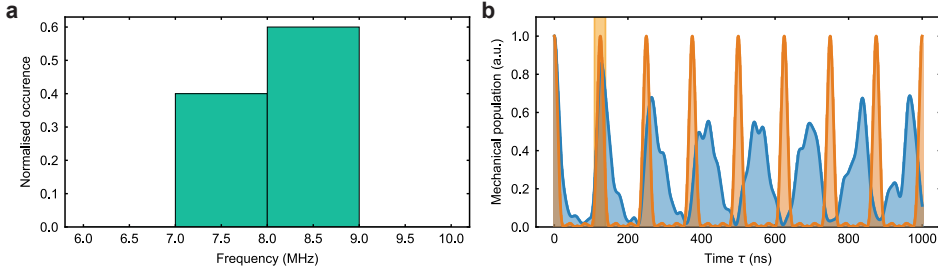 a
b
0.6
0.5
0.4
0.3
0.2
0.1
0.0
Normalised occurence
6.0 6.5 7.0 7.5 8.0 8.5 9.0 9.5 10.0
Frequency (MHz)
1.0
0.8
0.6
0.4
0.2
0.0
Mechanical population (a.u.)
0 200 400 600 800 1000
Time τ (ns)